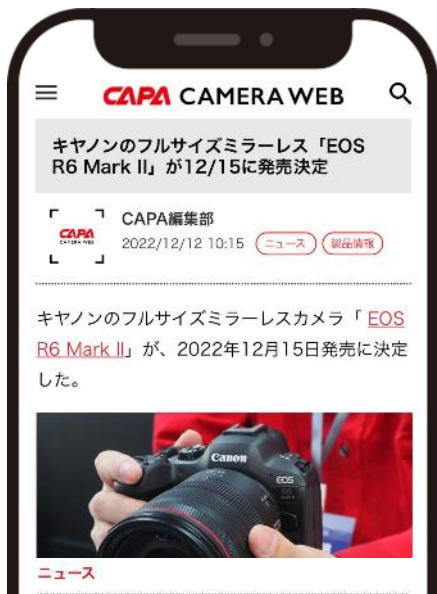 CAPA CAMERA WEB
キヤノンのフルサイズミラーレス「EOS
R6 Mark II」が12/15に発売決定
CAPA
CAMERA WEB
CAPA編集部
2022/12/12 10:15 ニュース 製品情報
キヤノンのフルサイズミラーレスカメラ「 EOS
R6 Mark II」が、2022年12月15日発売に決定
した。
Canon
EOS
R6
ニュース